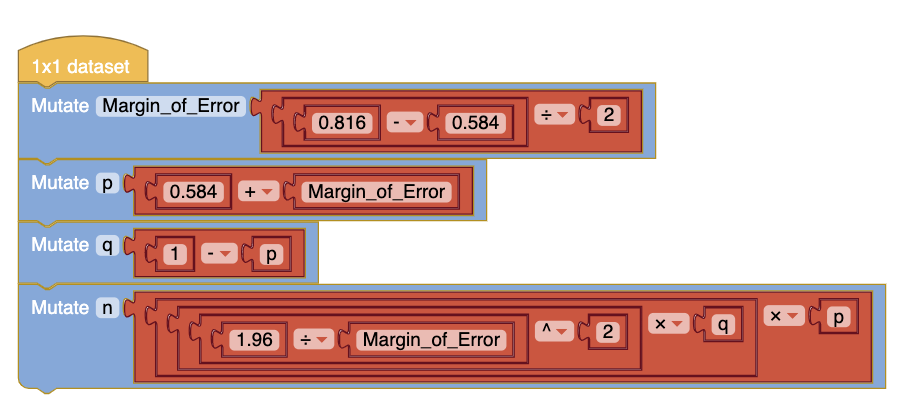 1x1 dataset
Mutate Margin_of_Error 0.816 - 0.584 ÷ 2
Mutate p 0.584 + Margin_of_Error
Mutate q 1 - p
Mutate n 1.96 ÷ Margin_of_Error ^ 2 × q × p